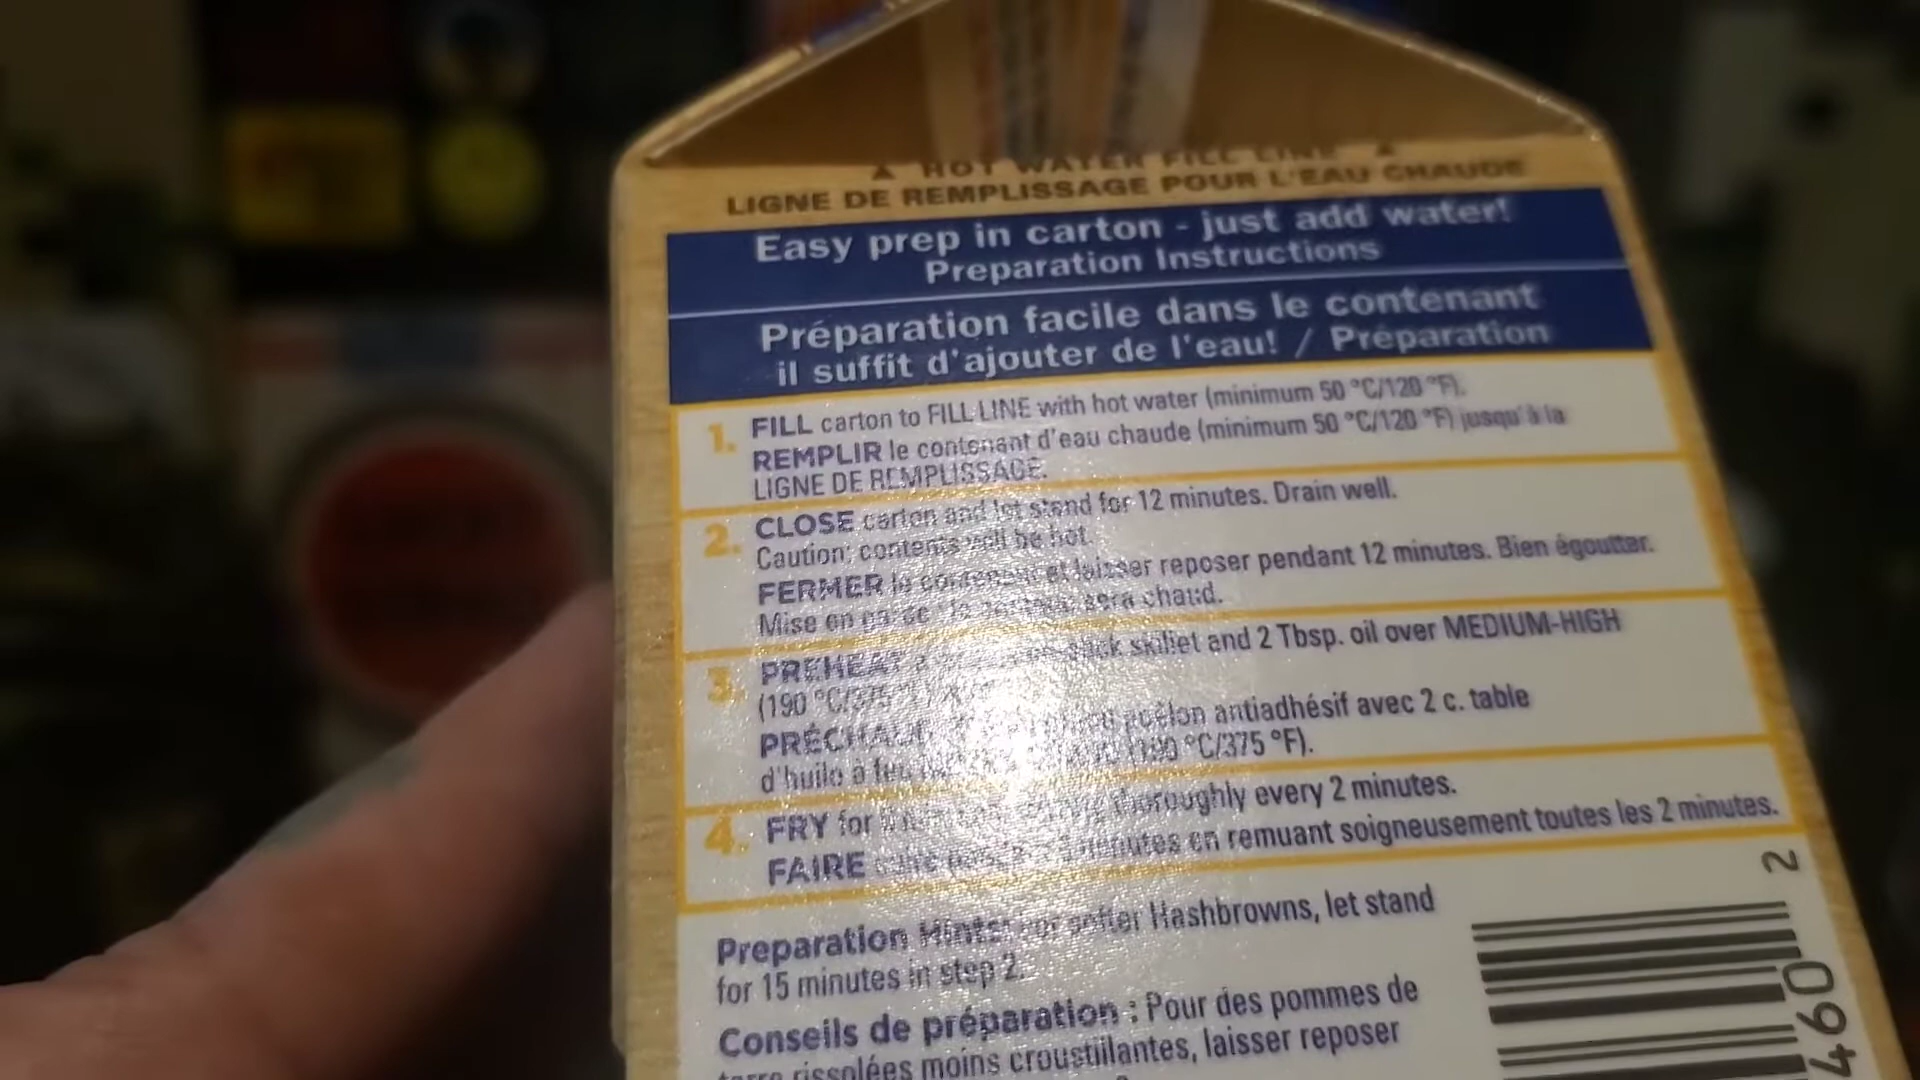 ▲ HOT WATER FILL LINE ▲
LIGNE DE REMPLISSAGE POUR L'EAU CHAUDE
Easy prep in carton - just add water!
Preparation Instructions
Préparation facile dans le contenant
il suffit d'ajouter de l'eau! / Préparation
1. FILL carton to FILL LINE with hot water (minimum 50 °C/120 °F).
REMPLIR le contenant d'eau chaude (minimum 50 °C/120 °F) jusqu'à la
LIGNE DE REMPLISSAGE.
2. CLOSE carton and let stand for 12 minutes. Drain well.
Caution: contents will be hot.
FERMER le contenant et laisser reposer pendant 12 minutes. Bien égoutter.
Mise en garde : le contenu sera chaud.
3. PREHEAT skillet and 2 Tbsp. oil over MEDIUM-HIGH
(190 °C/375
poêlon antiadhésif avec 2 c. table
d'huile à feu (190 °C/375 °F).
4. FRY for thoroughly every 2 minutes.
FAIRE minutes en remuant soigneusement toutes les 2 minutes.
Preparation Hints: For softer Hashbrowns, let stand
for 15 minutes in step 2.
Conseils de préparation : Pour des pommes de
terre rissolées moins croustillantes, laisser reposer
460 2